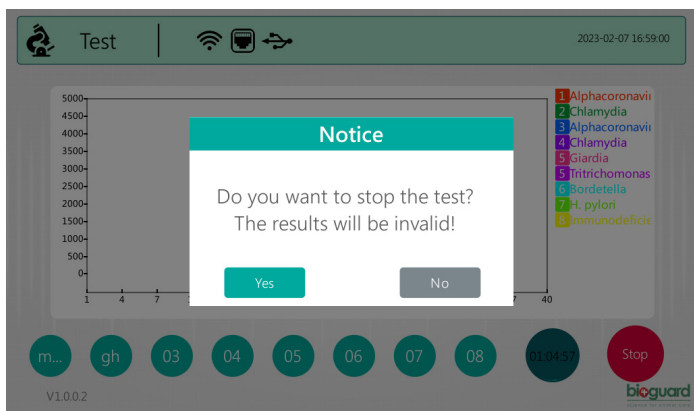 Test
2023-02-07 16:59:00
5000
4500
4000
3500
3000
2500
2000
1500
1000
500
0
1 4 7
7 40
1 Alphacoronavii
2 Chlamydia
3 Alphacoronavii
4 Chlamydia
5 Giardia
5 Tritrichomonas
6 Bordetella
7 H. pylori
8 Immunodeficie
Notice
Do you want to stop the test?
The results will be invalid!
Yes No
m... gh 03 04 05 06 07 08 01:04:57 Stop
V1.0.0.2
bioguard